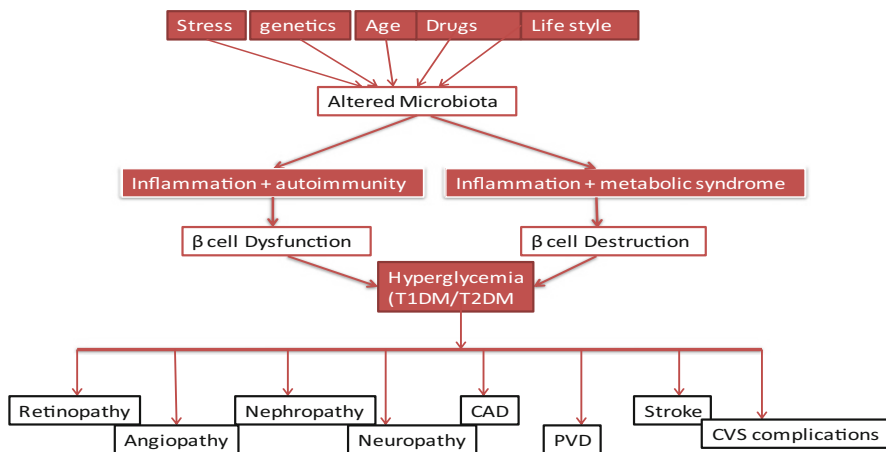 Stress
genetics
Age
Drugs
Life style
Altered Microbiota
Inflammation + autoimmunity
Inflammation + metabolic syndrome
β cell Dysfunction
β cell Destruction
Hyperglycemia
(T1DM/T2DM
Retinopathy
Angiopathy
Nephropathy
Neuropathy
CAD
PVD
Stroke
CVS complications